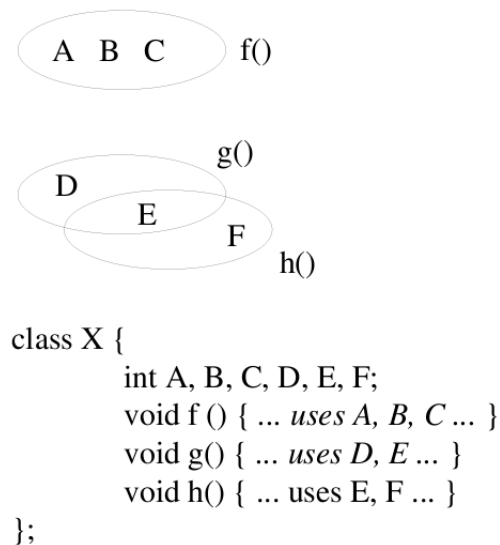 A B C f()
g()
D
E
F
h()
class X {
int A, B, C, D, E, F;
void f () { ... uses A, B, C ... }
void g() { ... uses D, E ... }
void h() { ... uses E, F ... }
};